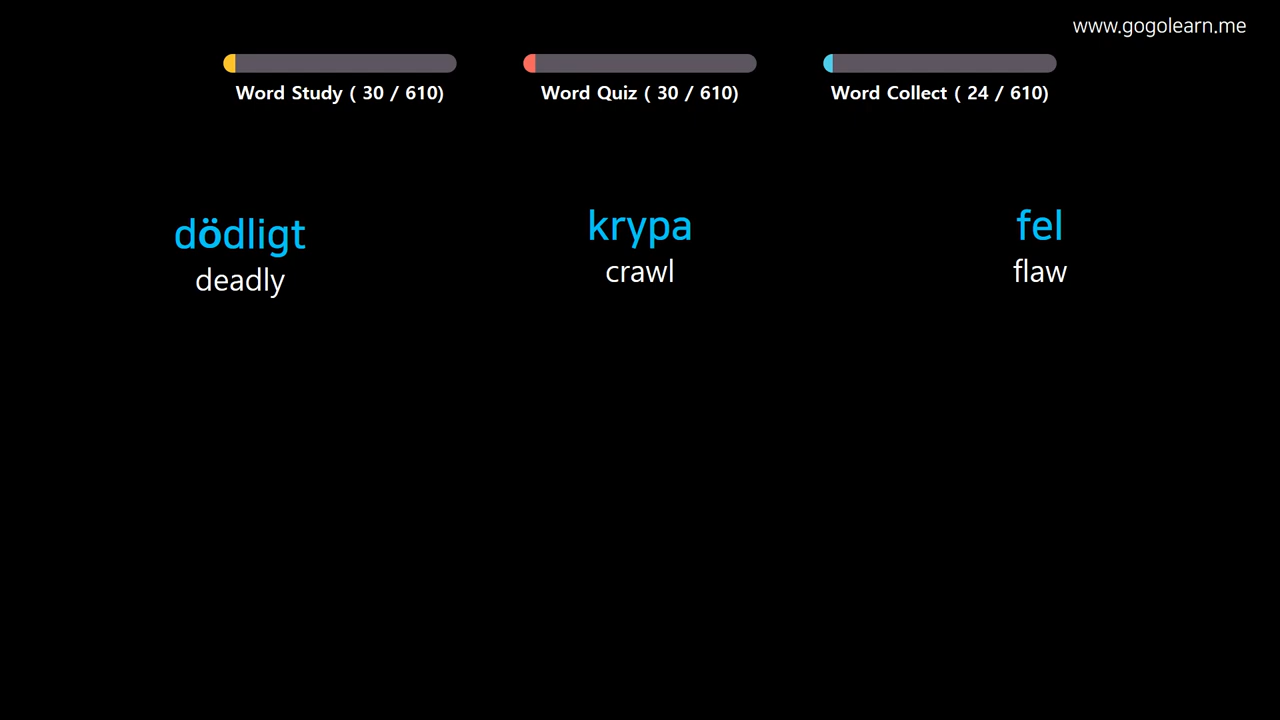 www.gogolearn.me
Word Study ( 30 / 610)
Word Quiz ( 30 / 610)
Word Collect ( 24 / 610)
dödligt
deadly
krypa
crawl
fel
flaw